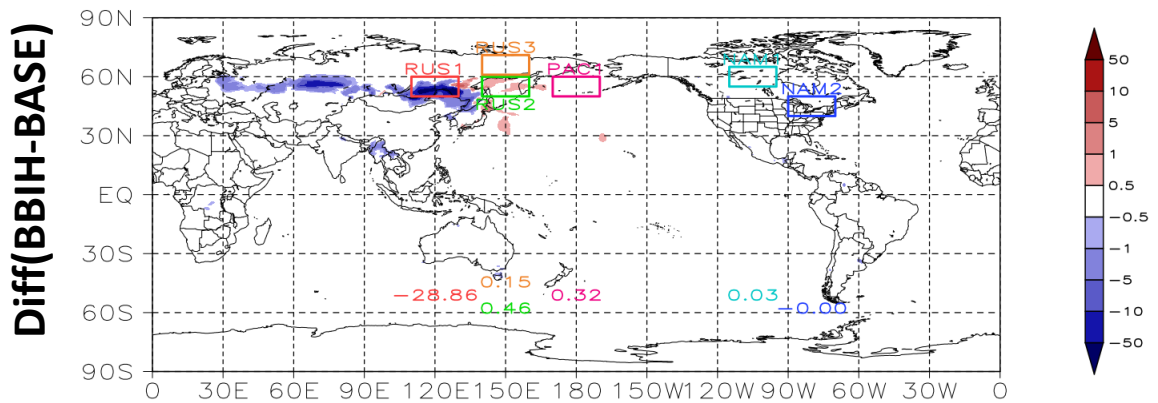 Diff(BBIH-BASE)
90N
60N
30N
EQ
30S
60S
90S
RUS3
RUS1
PAC1
NAM1
RUS2
NAM2
0.15
−28.86
0.32
0.03
0.46
−0.00
0 30E 60E 90E 120E 150E 180 150W 120W 90W 60W 30W 0
50
10
5
1
0.5
−0.5
−1
−5
−10
−50